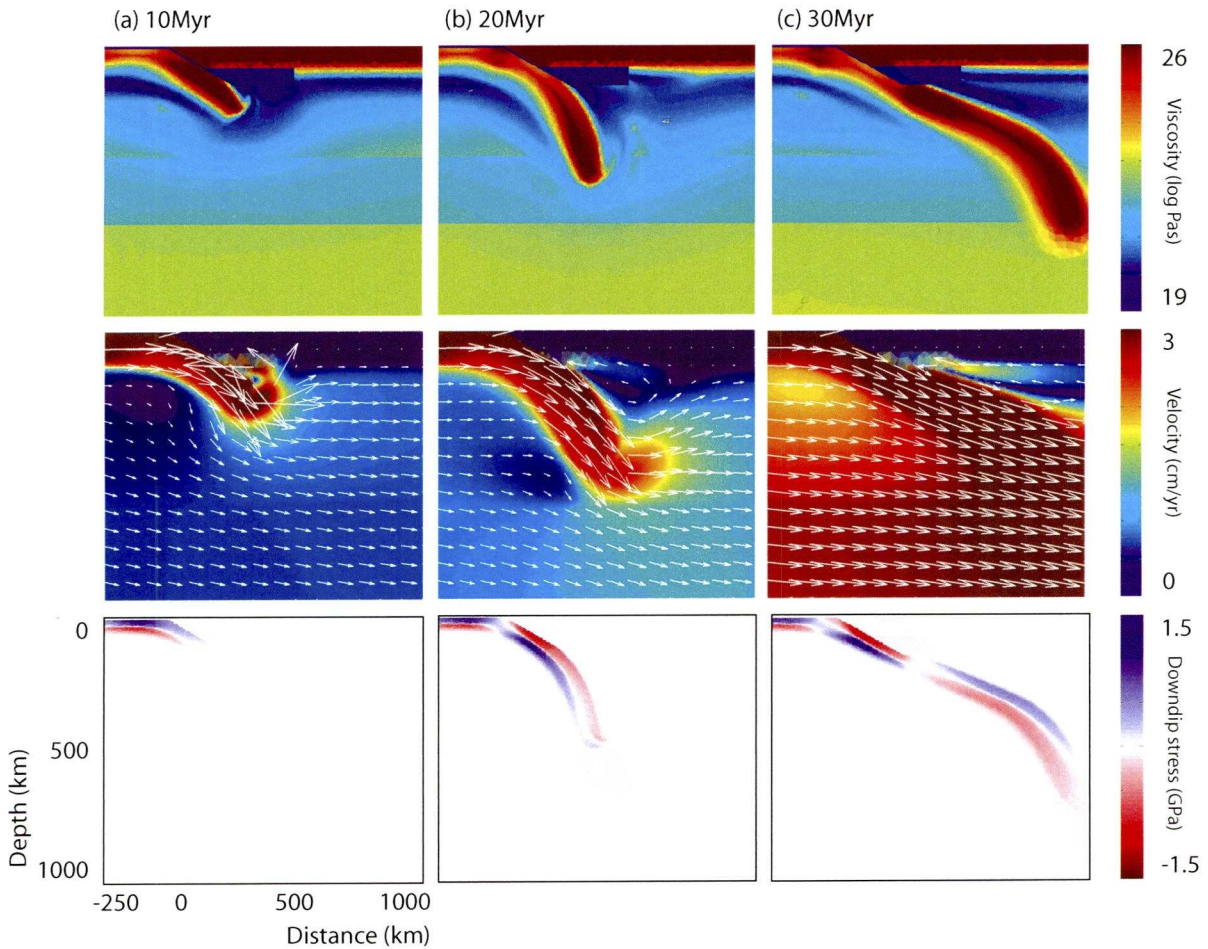 (a) 10Myr
(b) 20Myr
(c) 30Myr
26
Viscosity (log Pas)
19
3
Velocity (cm/yr)
0
1.5
Downdip stress (GPa)
-1.5
0
500
1000
Depth (km)
-250
0
500
1000
Distance (km)